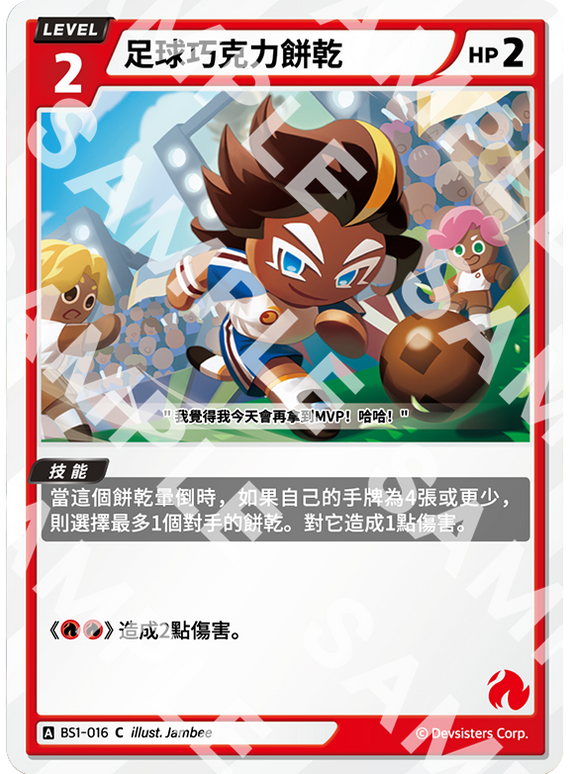 LEVEL
2
足球巧克力餅乾
HP 2
"我覺得我今天會再拿到MVP！哈哈！"
技能
當這個餅乾暈倒時，如果自己的手牌為4張或更少，
則選擇最多1個對手的餅乾。對它造成1點傷害。
《》造成2點傷害。
A BS1-016 C illust. Jambee
© Devsisters Corp.
SAMPLE
SAMPLE
SAMPLE
SAMPLE